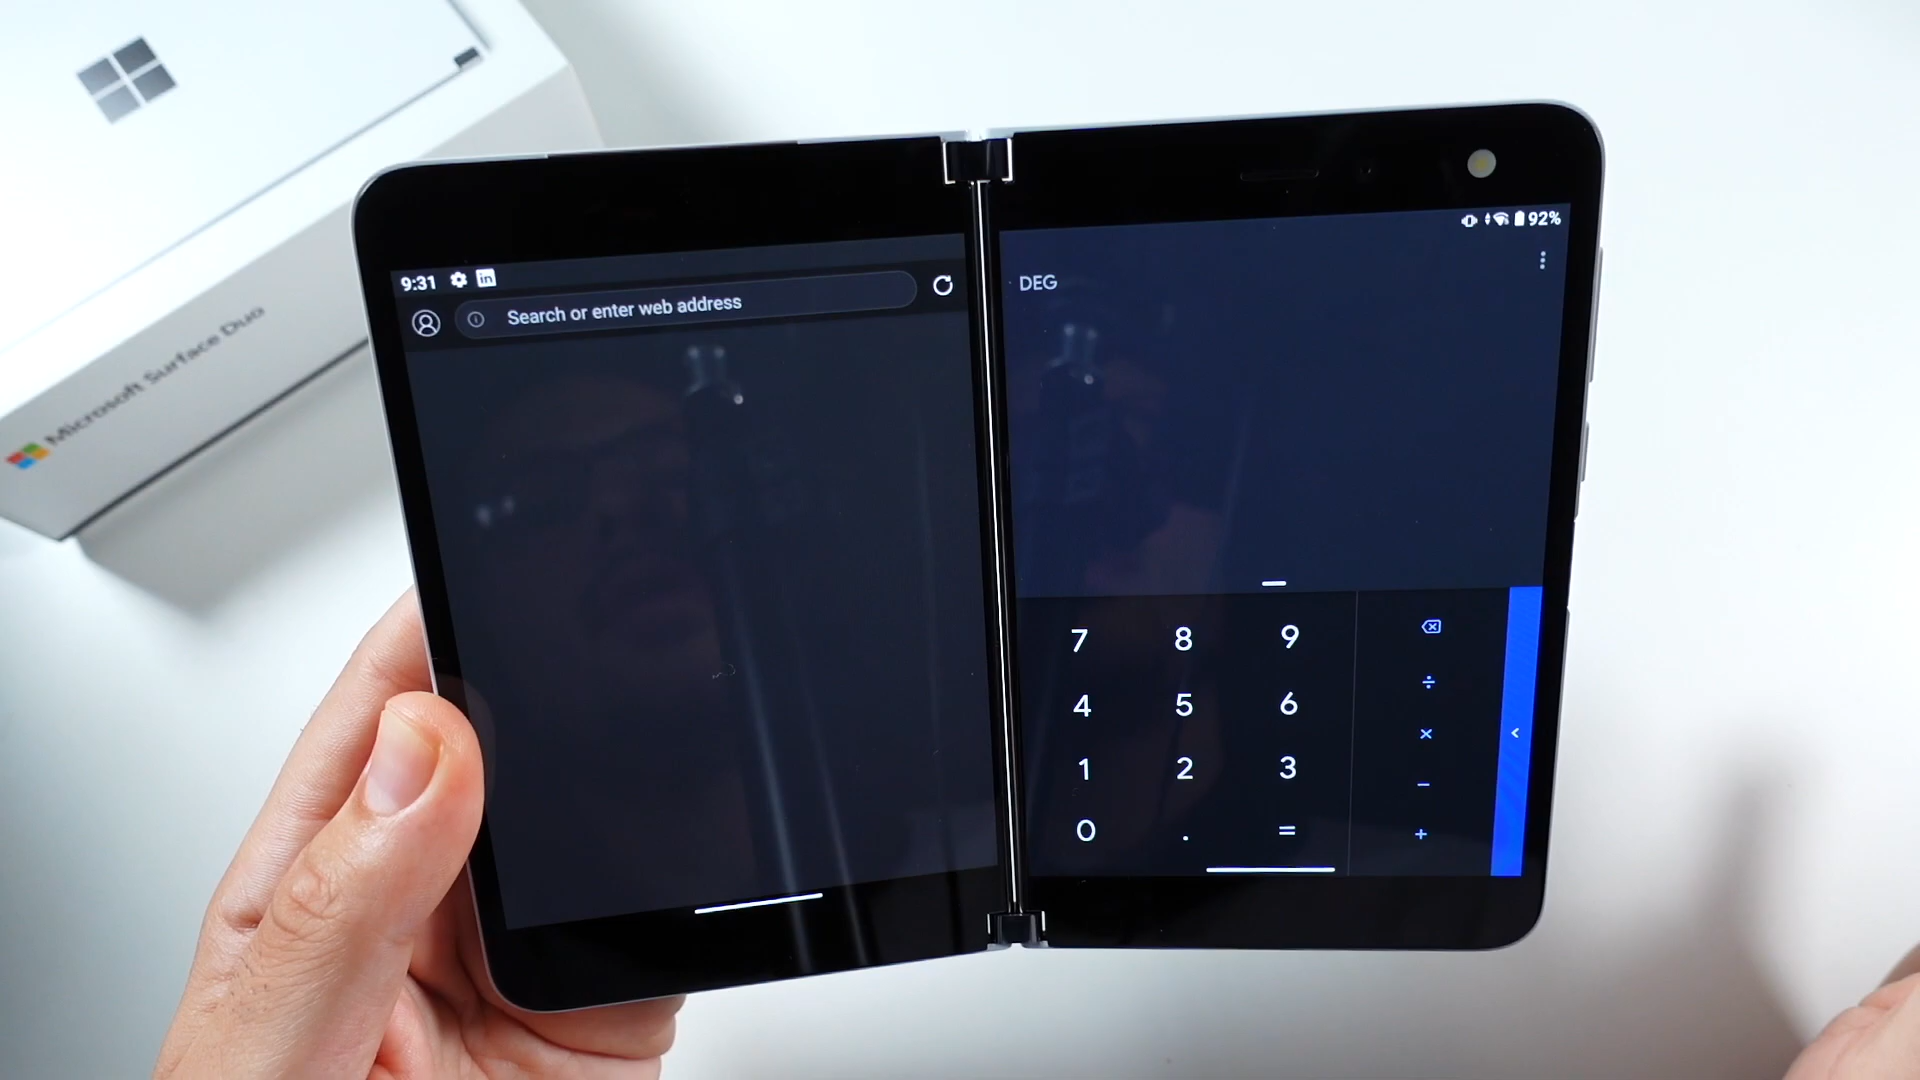 Microsoft Surface Duo
9:31
in
Search or enter web address
92%
DEG
7 8 9
4 5 6 ÷
1 2 3 ×
0 . = −
+
<